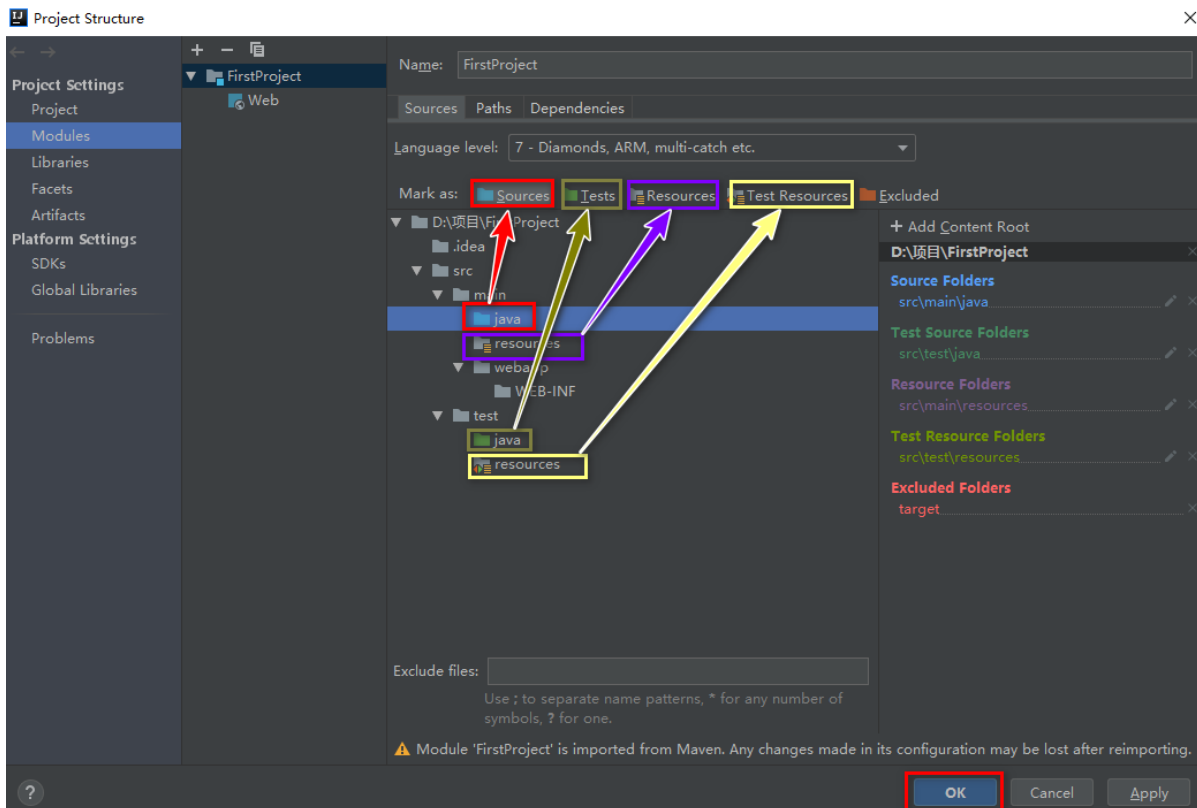 Project Structure
Project Settings
Project
Modules
Libraries
Facets
Artifacts
Platform Settings
SDKs
Global Libraries
Problems
FirstProject
Web
Name: FirstProject
Sources Paths Dependencies
Language level: 7 - Diamonds, ARM, multi-catch etc.
Mark as: Sources Tests Resources Test Resources Excluded
D:\项目\FirstProject
.idea
src
main
java
resources
webapp
WEB-INF
test
java
resources
+ Add Content Root
D:\项目\FirstProject
Source Folders
src\main\java
Test Source Folders
src\test\java
Resource Folders
src\main\resources
Test Resource Folders
src\test\resources
Excluded Folders
target
Exclude files:
Use ; to separate name patterns, * for any number of
symbols, ? for one.
Module 'FirstProject' is imported from Maven. Any changes made in its configuration may be lost after reimporting.
? OK Cancel Apply